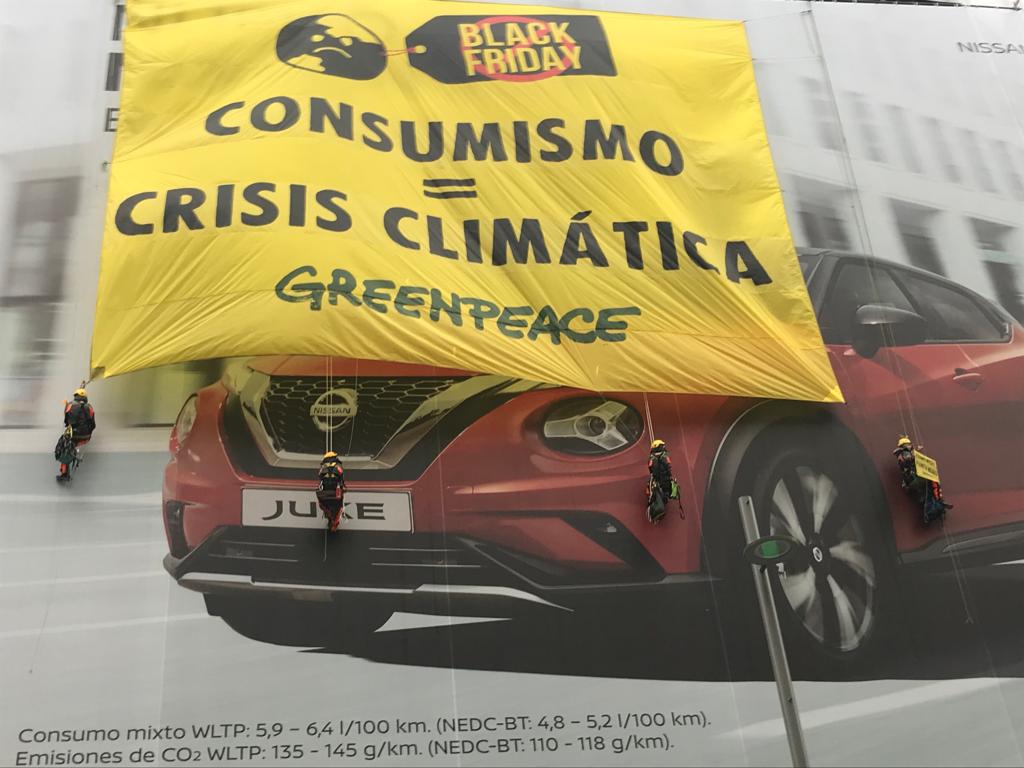 BLACK
FRIDAY
CONSUMISMO
=
CRISIS CLIMÁTICA
GREENPEACE
NISSAN
NISSAN
JUKE
Consumo mixto WLTP: 5,9 – 6,4 l/100 km. (NEDC-BT: 4,8 – 5,2 l/100 km).
Emisiones de CO₂ WLTP: 135 - 145 g/km. (NEDC-BT: 110 - 118 g/km).